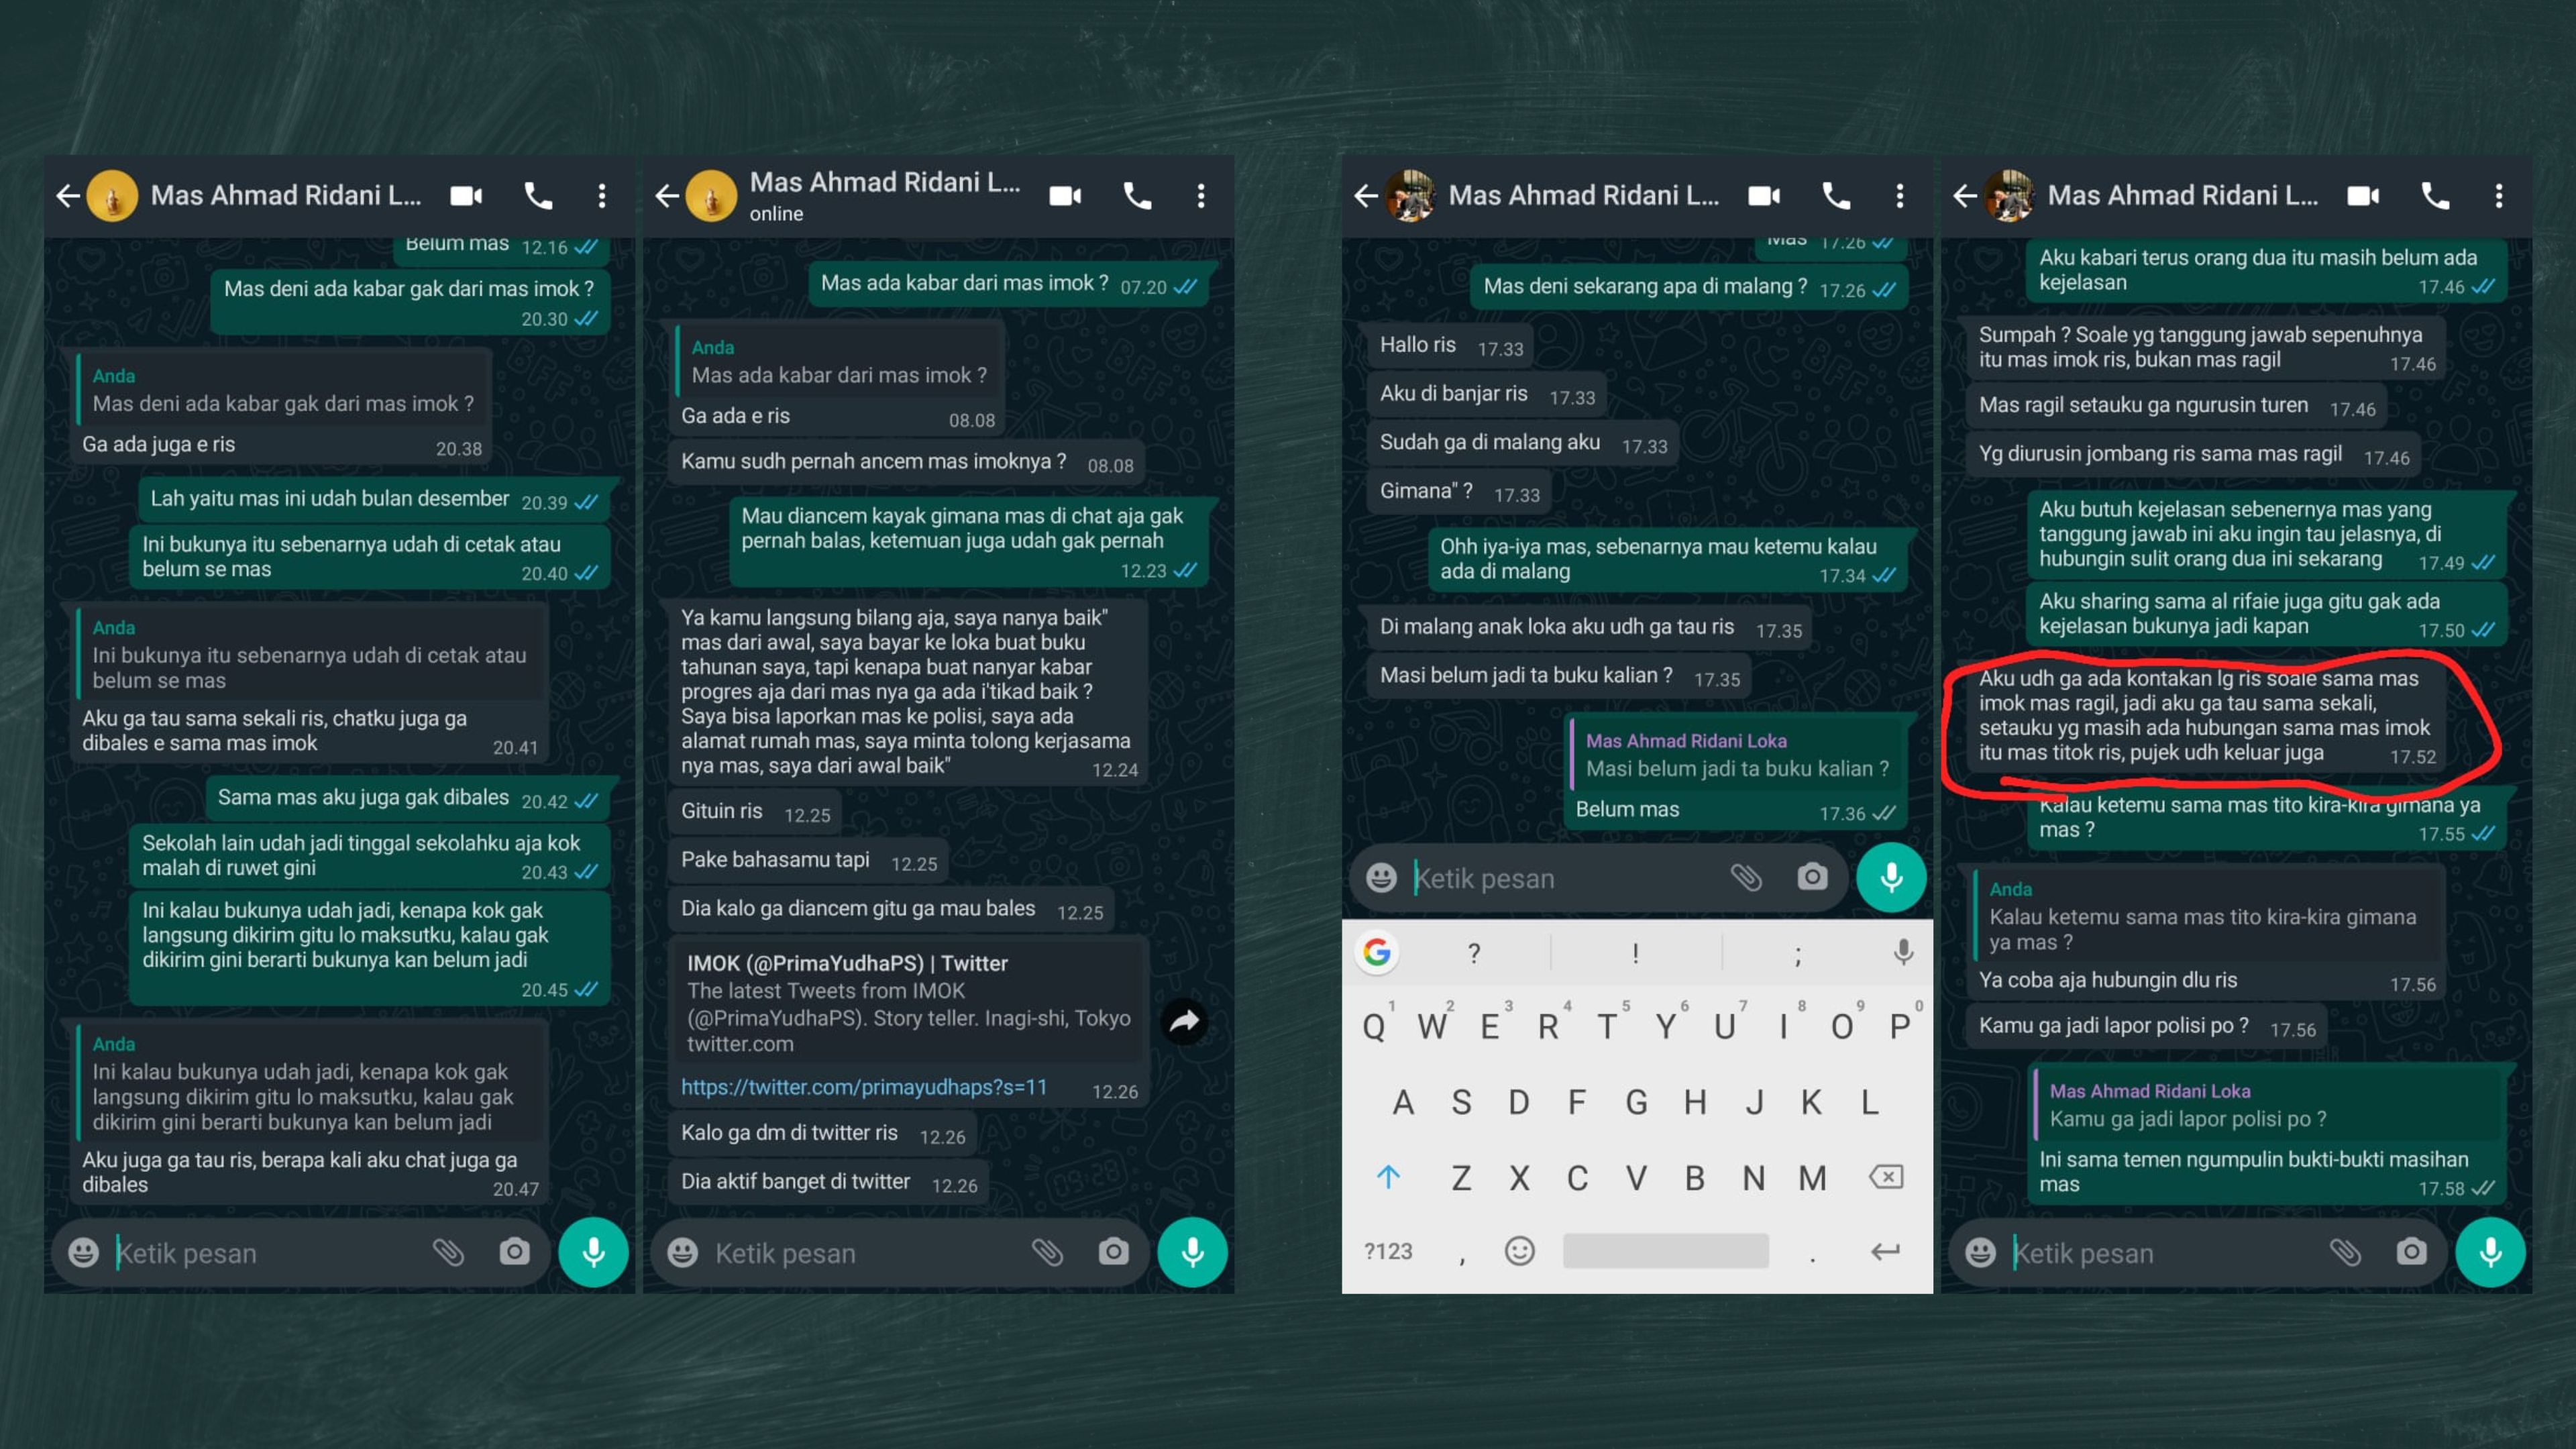 Mas Ahmad Ridani L...
Belum mas 12.16
Mas deni ada kabar gak dari mas imok ?
20.30
Anda
Mas deni ada kabar gak dari mas imok ?
Ga ada juga e ris 20.38
Lah yaitu mas ini udah bulan desember 20.39
Ini bukunya itu sebenarnya udah di cetak atau
belum se mas 20.40
Anda
Ini bukunya itu sebenarnya udah di cetak atau
belum se mas
Aku ga tau sama sekali ris, chatku juga ga
dibales e sama mas imok 20.41
Sama mas aku juga gak dibales 20.42
Sekolah lain udah jadi tinggal sekolahku aja kok
malah di ruwet gini 20.43
Ini kalau bukunya udah jadi, kenapa kok gak
langsung dikirim gitu lo maksutku, kalau gak
dikirim gini berarti bukunya kan belum jadi
20.45
Anda
Ini kalau bukunya udah jadi, kenapa kok gak
langsung dikirim gitu lo maksutku, kalau gak
dikirim gini berarti bukunya kan belum jadi
Aku juga ga tau ris, berapa kali aku chat juga ga
dibales 20.47
Ketik pesan
Mas Ahmad Ridani L...
online
Mas ada kabar dari mas imok ? 07.20
Anda
Mas ada kabar dari mas imok ?
Ga ada e ris 08.08
Kamu sudh pernah ancem mas imoknya ? 08.08
Mau diancem kayak gimana mas di chat aja gak
pernah balas, ketemuan juga udah gak pernah
12.23
Ya kamu langsung bilang aja, saya nanya baik"
mas dari awal, saya bayar ke loka buat buku
tahunan saya, tapi kenapa buat nanyar kabar
progres aja dari mas nya ga ada i'tikad baik ?
Saya bisa laporkan mas ke polisi, saya ada
alamat rumah mas, saya minta tolong kerjasama
nya mas, saya dari awal baik" 12.24
Gituin ris 12.25
Pake bahasamu tapi 12.25
Dia kalo ga diancem gitu ga mau bales 12.25
IMOK (@PrimaYudhaPS) | Twitter
The latest Tweets from IMOK
(@PrimaYudhaPS). Story teller. Inagi-shi, Tokyo
twitter.com
https://twitter.com/primayudhaps?s=11 12.26
Kalo ga dm di twitter ris 12.26
Dia aktif banget di twitter 12.26
Ketik pesan
Mas Ahmad Ridani L...
Mas 17.26
Mas deni sekarang apa di malang ? 17.26
Hallo ris 17.33
Aku di banjar ris 17.33
Sudah ga di malang aku 17.33
Gimana" ? 17.33
Ohh iya-iya mas, sebenarnya mau ketemu kalau
ada di malang 17.34
Di malang anak loka aku udh ga tau ris 17.35
Masi belum jadi ta buku kalian ? 17.35
Mas Ahmad Ridani Loka
Masi belum jadi ta buku kalian ?
Belum mas 17.36
Ketik pesan
? ! ;
Q1 W2 E3 R4 T5 Y6 U7 I8 O9 P0
A S D F G H J K L
Z X C V B N M
?123 , .
Mas Ahmad Ridani L...
Aku kabari terus orang dua itu masih belum ada
kejelasan 17.46
Sumpah ? Soale yg tanggung jawab sepenuhnya
itu mas imok ris, bukan mas ragil 17.46
Mas ragil setauku ga ngurusin turen 17.46
Yg diurusin jombang ris sama mas ragil 17.46
Aku butuh kejelasan sebenernya mas yang
tanggung jawab ini aku ingin tau jelasnya, di
hubungin sulit orang dua ini sekarang 17.49
Aku sharing sama al rifaie juga gitu gak ada
kejelasan bukunya jadi kapan 17.50
Aku udh ga ada kontakan lg ris soale sama mas
imok mas ragil, jadi aku ga tau sama sekali,
setauku yg masih ada hubungan sama mas imok
itu mas titok ris, pujek udh keluar juga 17.52
Kalau ketemu sama mas tito kira-kira gimana ya
mas ? 17.55
Anda
Kalau ketemu sama mas tito kira-kira gimana
ya mas ?
Ya coba aja hubungin dlu ris 17.56
Kamu ga jadi lapor polisi po ? 17.56
Mas Ahmad Ridani Loka
Kamu ga jadi lapor polisi po ?
Ini sama temen ngumpulin bukti-bukti masihan
mas 17.58
Ketik pesan